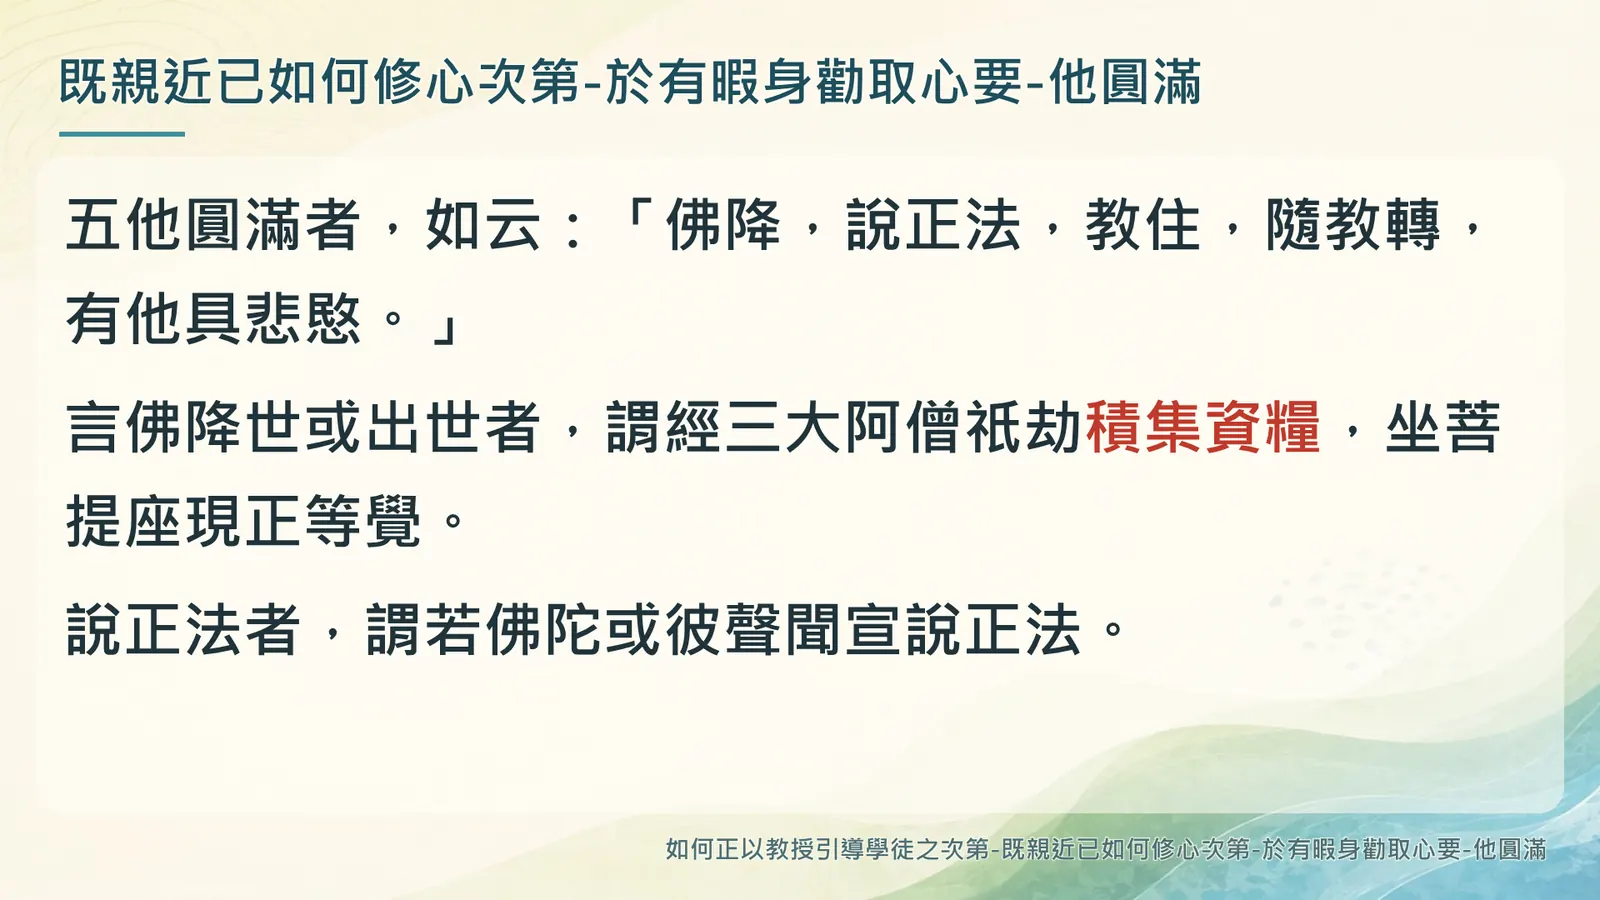 既親近已如何修心次第-於有暇身勸取心要-他圓滿
五他圓滿者，如云：「佛降，說正法，教住，隨教轉，
有他具悲愍。」
言佛降世或出世者，謂經三大阿僧祇劫積集資糧，坐菩
提座現正等覺。
說正法者，謂若佛陀或彼聲聞宣說正法。
如何正以教授引導學徒之次第-既親近已如何修心次第-於有暇身勸取心要-他圓滿